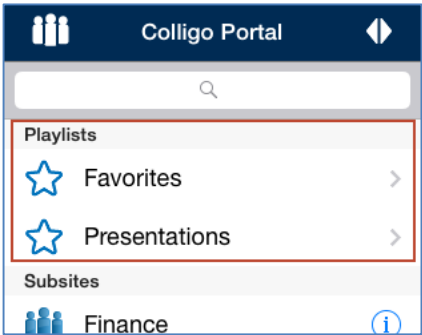 Colligo Portal
Playlists
Favorites
Presentations
Subsites
Finance